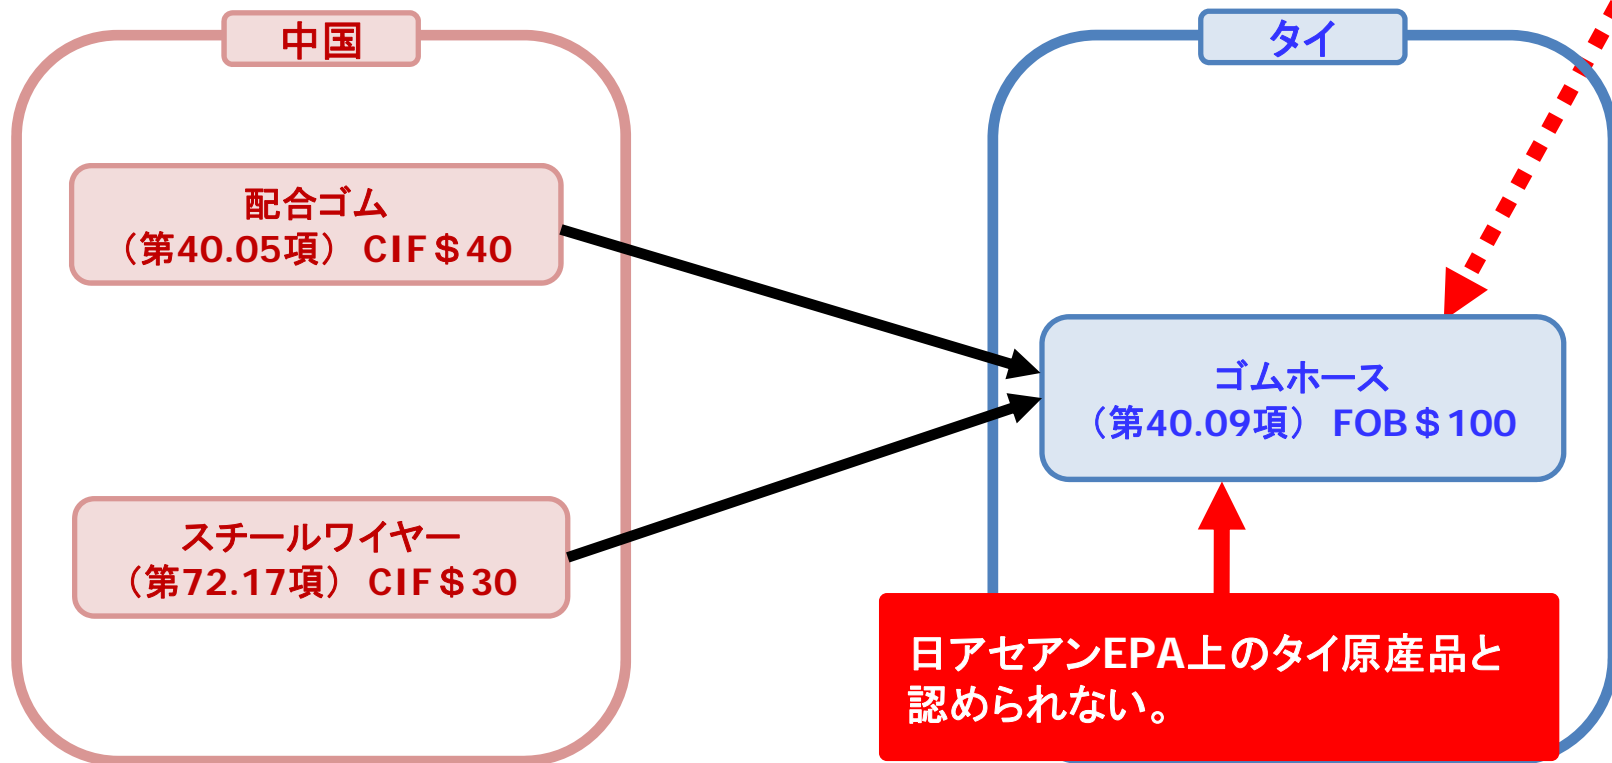 中国
タイ
配合ゴム
（第40.05項） CIF＄40
ゴムホース
（第40.09項） FOB＄100
スチールワイヤー
（第72.17項） CIF＄30
日アセアンEPA上のタイ原産品と
認められない。